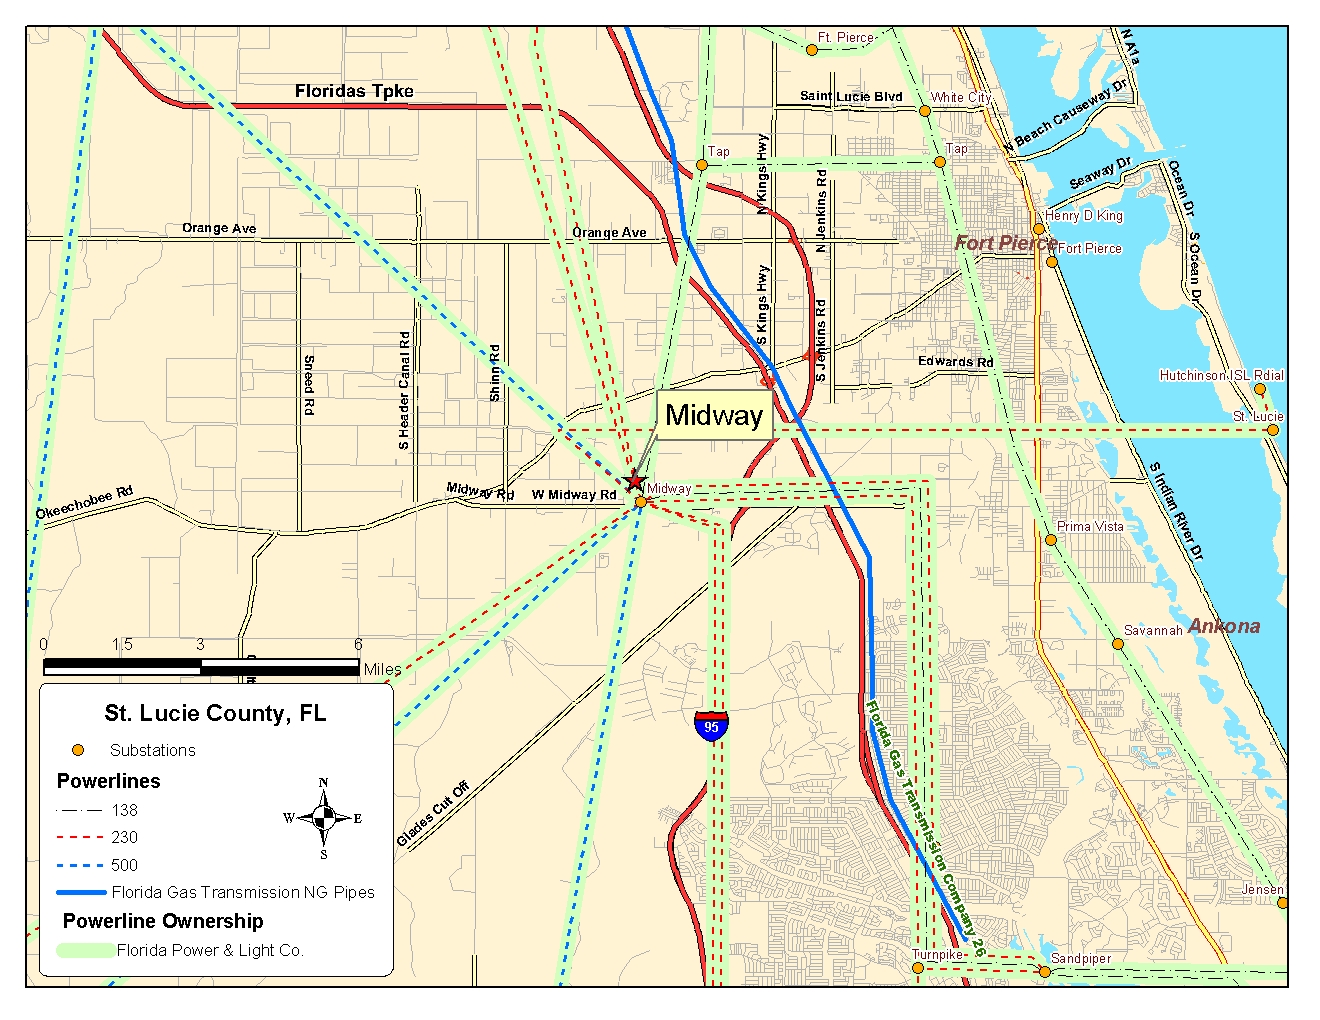 Ft. Pierce
N A1a
Floridas Tpke
Saint Lucie Blvd
White City
N Beach Causeway Dr
Tap
Tap
N Kings Hwy
N Jenkins Rd
Seaway Dr
Ocean Dr
Orange Ave
Orange Ave
Henry D King
Fort Pierce
Fort Pierce
S Ocean Dr
S Kings Hwy
S Jenkins Rd
Sneed Rd
S Header Canal Rd
Shinn Rd
Edwards Rd
Hutchinson ISL Rdial
St. Lucie
Midway
Okeechobee Rd
Midway Rd
W Midway Rd
Midway
S Indian River Dr
Prima Vista
Savannah
Ankona
0 1.5 3 6
Miles
95
Florida Gas Transmission Company 26
Glades Cut Off
Jensen
Turnpike
Sandpiper
St. Lucie County, FL
Substations
Powerlines
138
230
500
Florida Gas Transmission NG Pipes
N
W E
S
Powerline Ownership
Florida Power & Light Co.